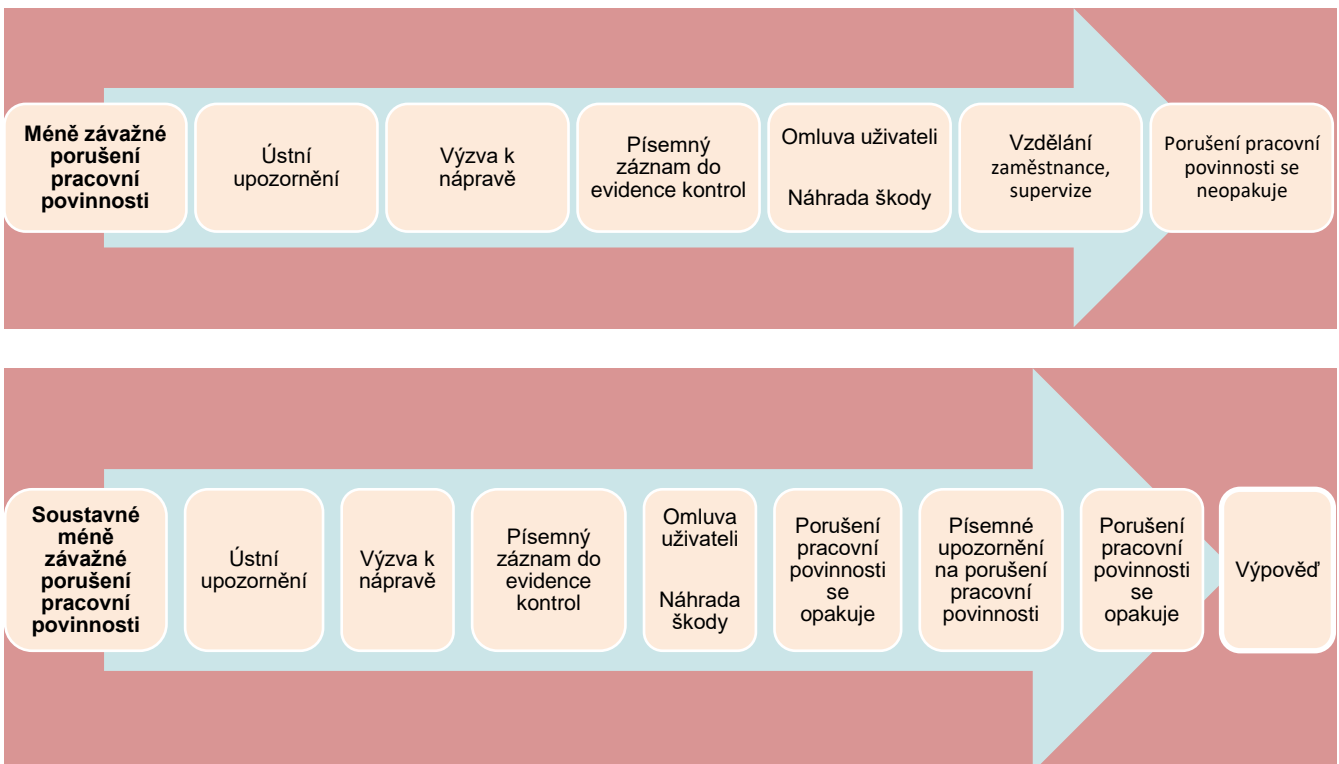 Méně závažné
porušení
pracovní
povinnosti
Ústní
upozornění
Výzva k
nápravě
Písemný
záznam do
evidence kontrol
Omluva uživateli
Náhrada škody
Vzdělání
zaměstnance,
supervize
Porušení pracovní
povinnosti se
neopakuje
Soustavné
méně
závažné
porušení
pracovní
povinnosti
Ústní
upozornění
Výzva k
nápravě
Písemný
záznam do
evidence
kontrol
Omluva
uživateli
Náhrada
škody
Porušení
pracovní
povinnosti
se
opakuje
Písemné
upozornění
na porušení
pracovní
povinnosti
Porušení
pracovní
povinnosti
se
opakuje
Výpověď